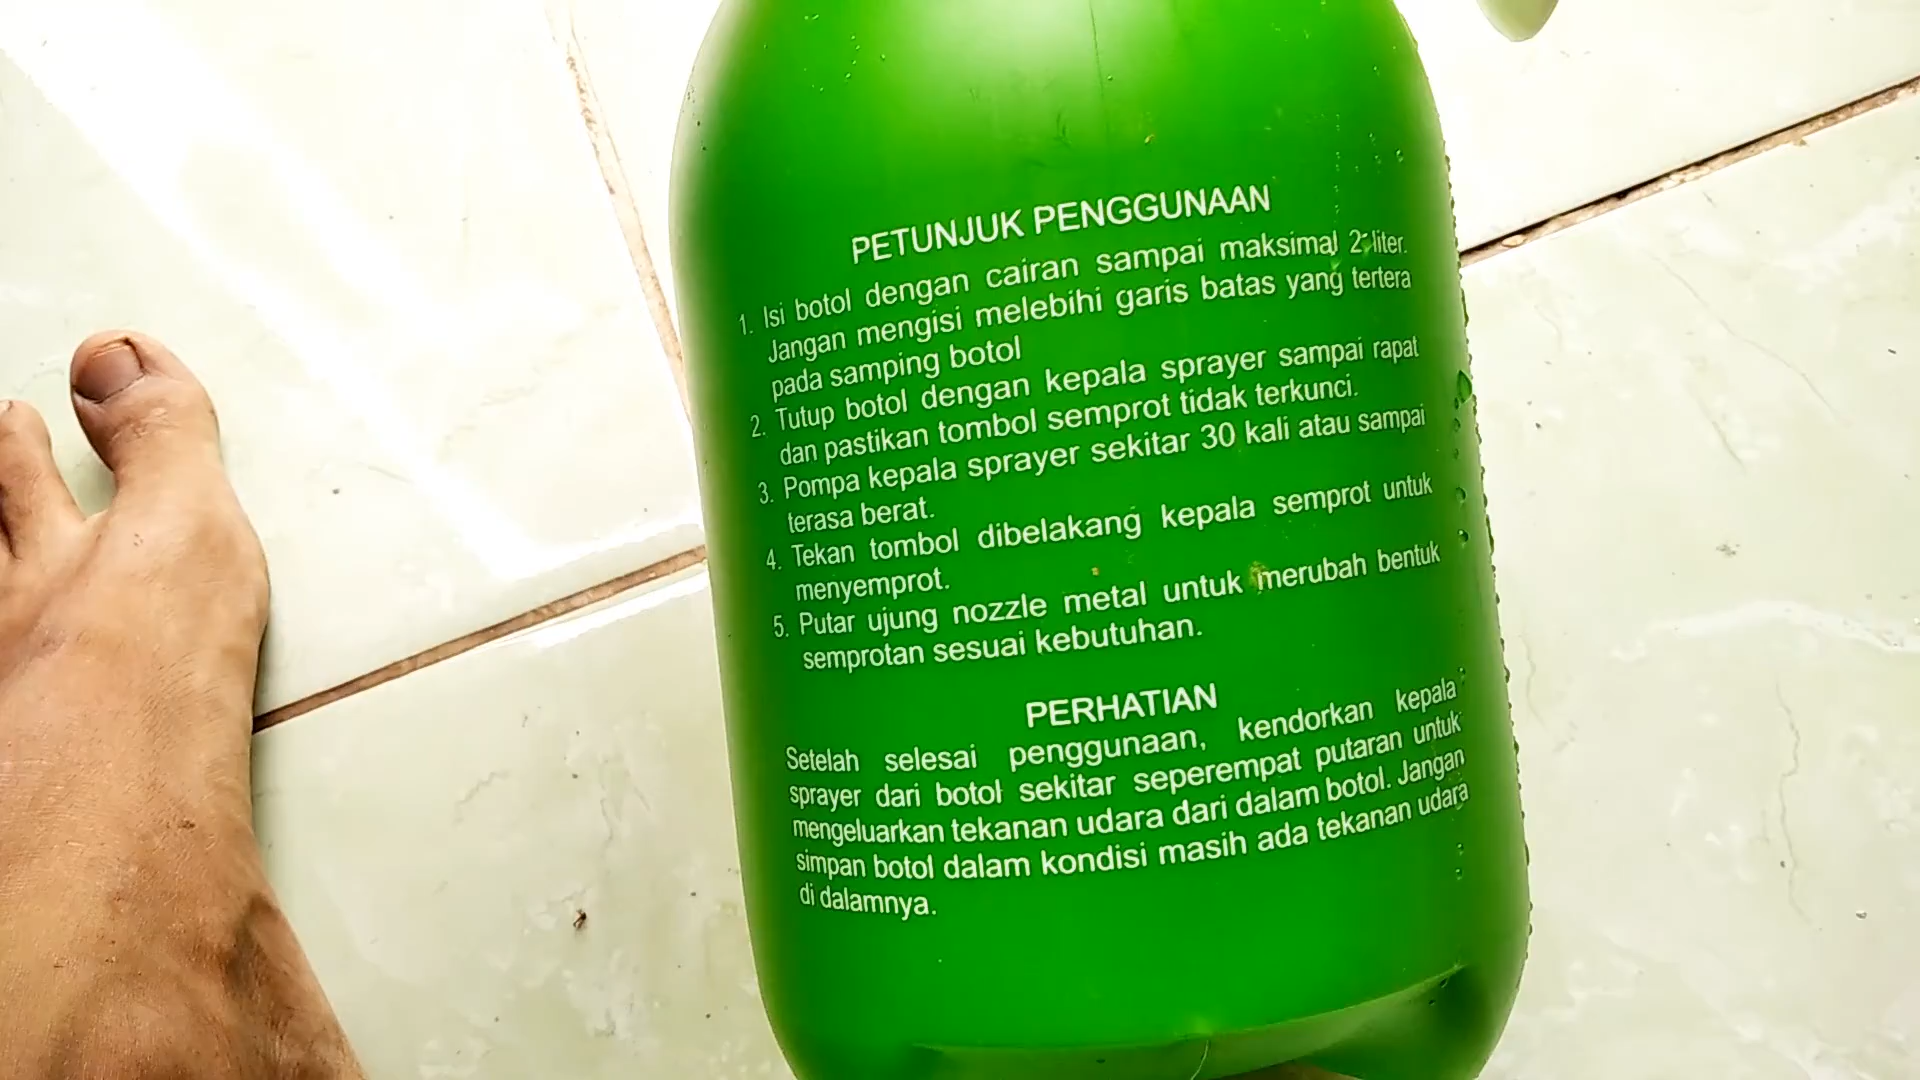 PETUNJUK PENGGUNAAN
1. Isi botol dengan cairan sampai maksimal 2 liter.
Jangan mengisi melebihi garis batas yang tertera
pada samping botol
2. Tutup botol dengan kepala sprayer sampai rapat
dan pastikan tombol semprot tidak terkunci.
3. Pompa kepala sprayer sekitar 30 kali atau sampai
terasa berat.
4. Tekan tombol dibelakang kepala semprot untuk
menyemprot.
5. Putar ujung nozzle metal untuk merubah bentuk
semprotan sesuai kebutuhan.
PERHATIAN
Setelah selesai penggunaan, kendorkan kepala
sprayer dari botol sekitar seperempat putaran untuk
mengeluarkan tekanan udara dari dalam botol. Jangan
simpan botol dalam kondisi masih ada tekanan udara
di dalamnya.